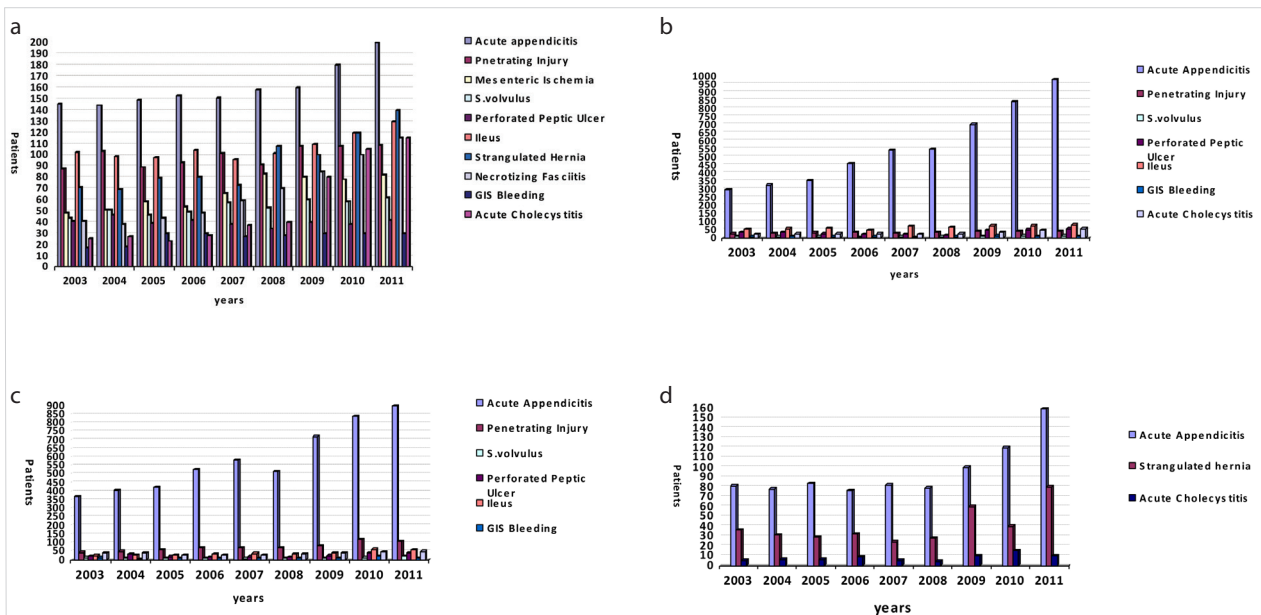 a
200
190
180
170
160
150
140
130
120
110
100
90
80
70
60
50
40
30
20
10
0
Patients
2003 2004 2005 2006 2007 2008 2009 2010 2011
years
Acute appendicitis
Pnetrating Injury
Mesenteric Ischemia
S.volvulus
Perforated Peptic Ulcer
Ileus
Strangulated Hernia
Necrotizing Fasciitis
GIS Bleeding
Acute Cholecystitis
b
1000
950
900
850
800
750
700
650
600
550
500
450
400
350
300
250
200
150
100
50
0
Patients
2003 2004 2005 2006 2007 2008 2009 2010 2011
years
Acute Appendicitis
Penetrating Injury
S.volvulus
Perforated Peptic
Ulcer
Ileus
GIS Bleeding
Acute Cholecystitis
c
900
850
800
750
700
650
600
550
500
450
400
350
300
250
200
150
100
50
0
Patients
2003 2004 2005 2006 2007 2008 2009 2010 2011
years
Acute Appendicitis
Penetrating Injury
S.volvulus
Perforated Peptic
Ulcer
Ileus
GIS Bleeding
d
160
150
140
130
120
110
100
90
80
70
60
50
40
30
20
10
0
Patients
2003 2004 2005 2006 2007 2008 2009 2010 2011
years
Acute Appendicitis
Strangulated hernia
Acute Cholecystitis